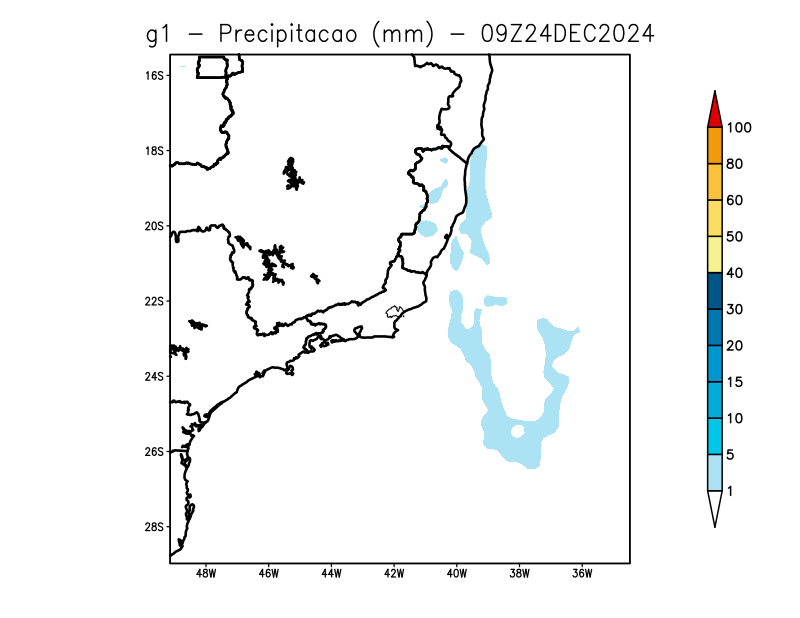 g1 – Precipitacao (mm) – 09Z24DEC2024
16S
18S
20S
22S
24S
26S
28S
48W 46W 44W 42W 40W 38W 36W
100
80
60
50
40
30
20
15
10
5
1